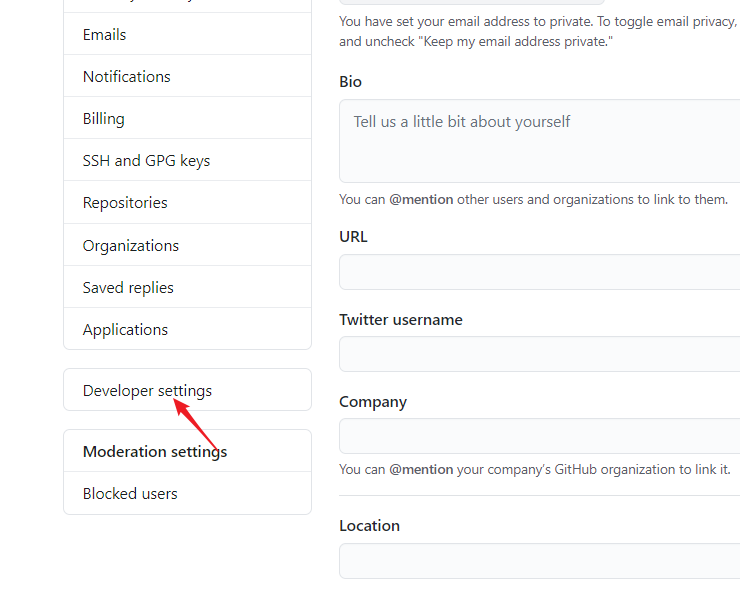 Emails
Notifications
Billing
SSH and GPG keys
Repositories
Organizations
Saved replies
Applications
Developer settings
Moderation settings
Blocked users
You have set your email address to private. To toggle email privacy,
and uncheck "Keep my email address private."
Bio
Tell us a little bit about yourself
You can @mention other users and organizations to link to them.
URL
Twitter username
Company
You can @mention your company's GitHub organization to link it.
Location